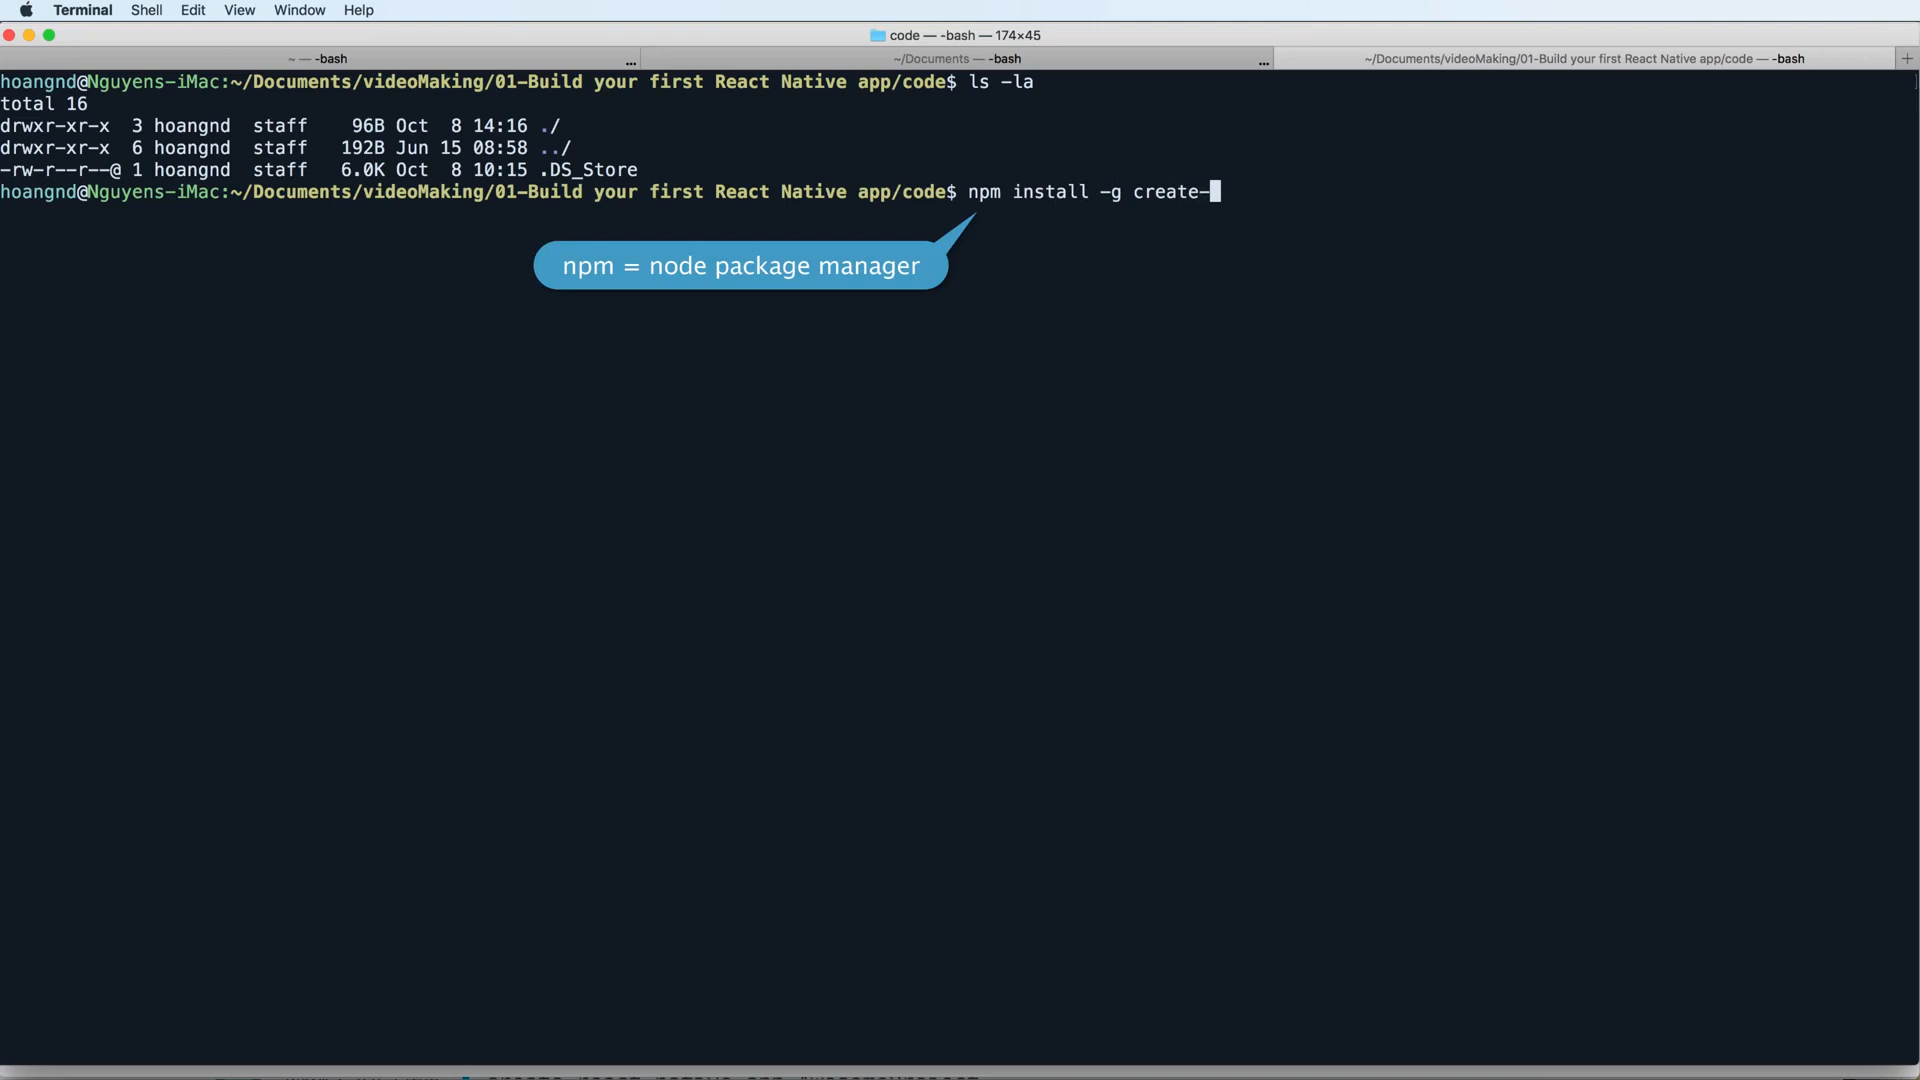 Terminal Shell Edit View Window Help
code — -bash — 174×45
~ — -bash ... ~/Documents — -bash ... ~/Documents/videoMaking/01-Build your first React Native app/code — -bash +
hoangnd@Nguyens-iMac:~/Documents/videoMaking/01-Build your first React Native app/code$ ls -la
total 16
drwxr-xr-x 3 hoangnd staff 96B Oct 8 14:16 ./
drwxr-xr-x 6 hoangnd staff 192B Jun 15 08:58 ../
-rw-r--r--@ 1 hoangnd staff 6.0K Oct 8 10:15 .DS_Store
hoangnd@Nguyens-iMac:~/Documents/videoMaking/01-Build your first React Native app/code$ npm install -g create-
npm = node package manager